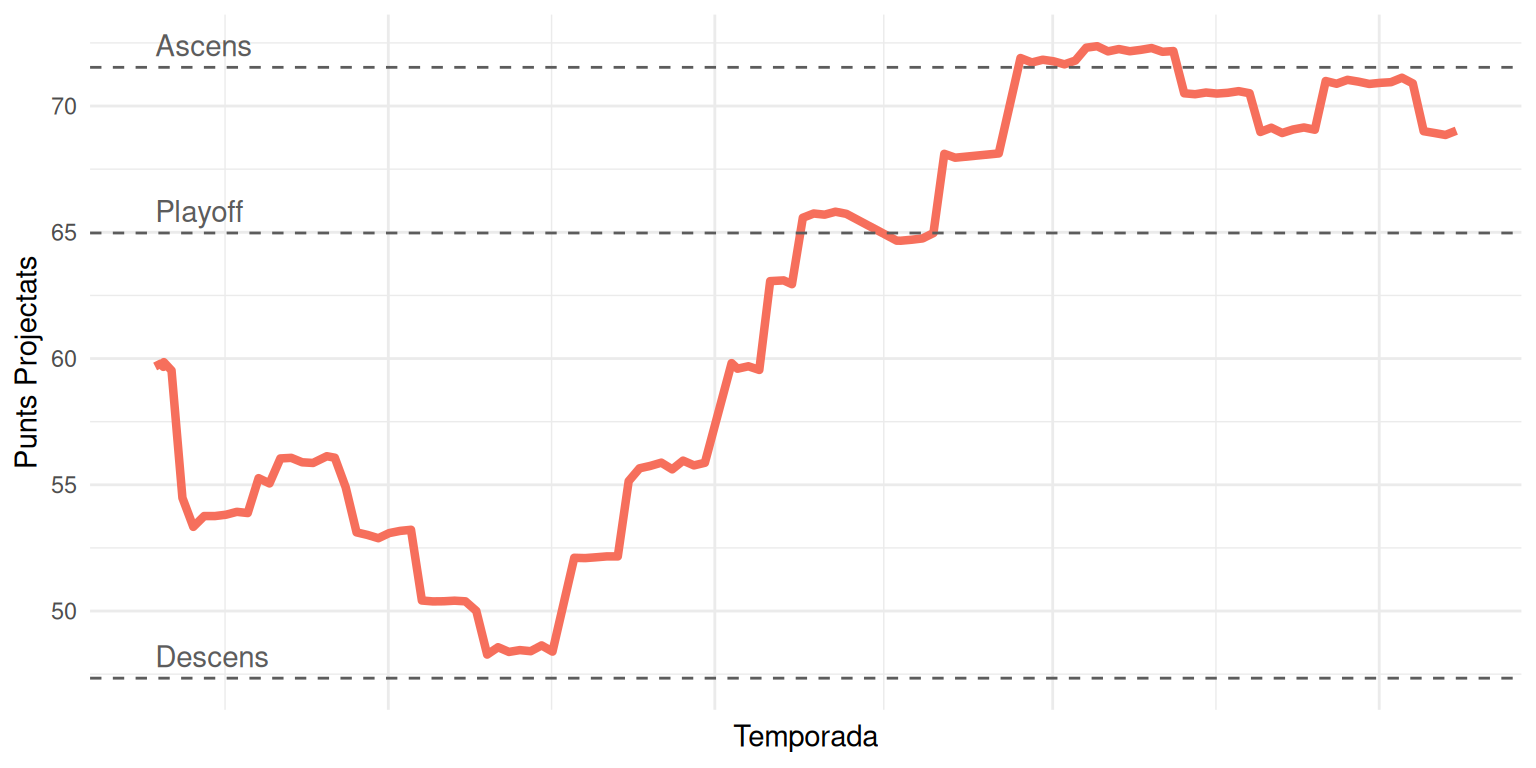 Ascens
70
Playoff
65
Punts Projectats
60
55
50
Descens
Temporada